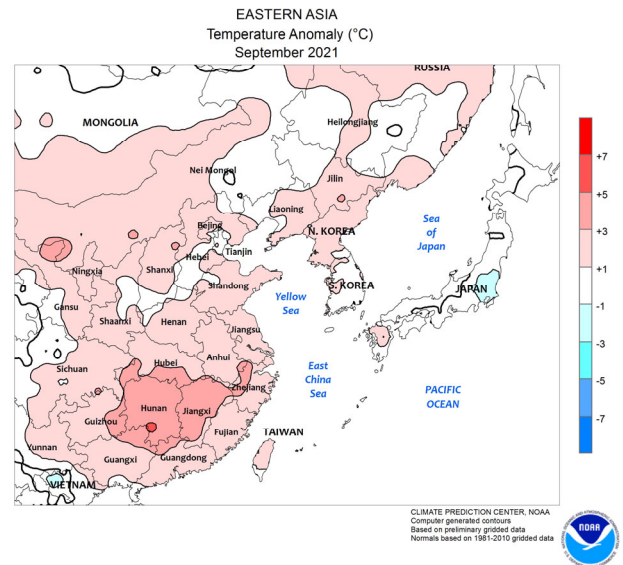 EASTERN ASIA
Temperature Anomaly (°C)
September 2021
RUSSIA
MONGOLIA
Heilongjiang
Nei Mongol
Jilin
Liaoning
Beijing
N. KOREA
Sea
of
Japan
Tianjin
Hebei
Ningxia
Shanxi
Shandong
S. KOREA
JAPAN
Gansu
Yellow
Sea
Shaanxi
Henan
Jiangsu
Anhui
Hubei
Sichuan
East
China
Sea
Zhejiang
PACIFIC
OCEAN
Hunan
Jiangxi
Guizhou
Fujian
TAIWAN
Yunnan
Guangxi
Guangdong
VIETNAM
+7
+5
+3
+1
-1
-3
-5
-7
CLIMATE PREDICTION CENTER, NOAA
Computer generated contours
Based on preliminary gridded data
Normals based on 1981-2010 gridded data
NOAA